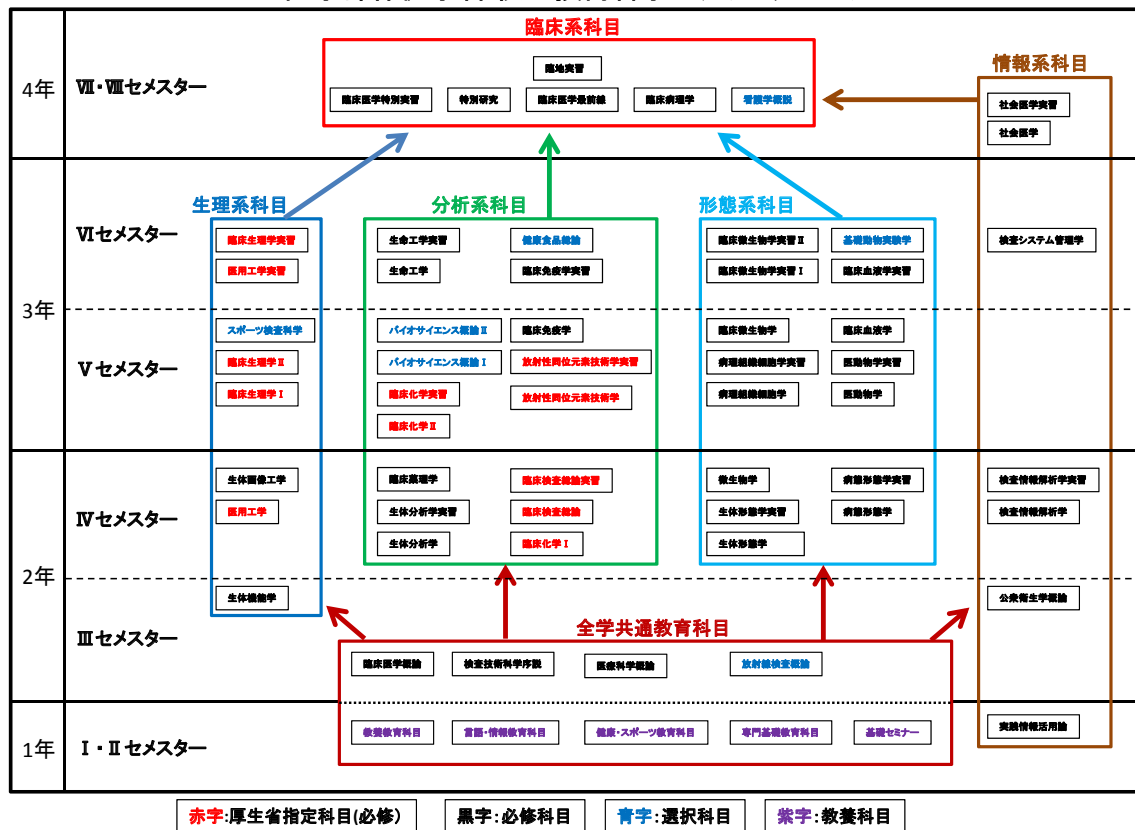 臨床系科目
4年
Ⅶ・Ⅷセメスター
臨地実習
臨床医学特別実習
特別研究
臨床医学最前線
臨床病理学
看護学概説
情報系科目
社会医学実習
社会医学
3年
Ⅵセメスター
生理系科目
臨床生理学実習
医用工学実習
分析系科目
生命工学実習
健康食品総論
生命工学
臨床免疫学実習
形態系科目
臨床微生物学実習Ⅱ
基礎動物実験学
臨床微生物学実習Ⅰ
臨床血液学実習
検査システム管理学
Ⅴセメスター
スポーツ検査科学
臨床生理学Ⅱ
臨床生理学Ⅰ
バイオサイエンス概論Ⅱ
臨床免疫学
バイオサイエンス概論Ⅰ
放射性同位元素技術学実習
臨床化学実習
放射性同位元素技術学
臨床化学Ⅱ
臨床微生物学
臨床血液学
病理組織細胞学実習
医動物学実習
病理組織細胞学
医動物学
2年
Ⅳセメスター
生体画像工学
医用工学
臨床薬理学
臨床検査総論実習
生体分析学実習
臨床検査総論
生体分析学
臨床化学Ⅰ
微生物学
病態形態学実習
生体形態学実習
病態形態学
生体形態学
検査情報解析学実習
検査情報解析学
Ⅲセメスター
生体機能学
公衆衛生学概論
全学共通教育科目
臨床医学概論
検査技術科学序説
医療科学概論
放射線検査概論
1年
Ⅰ・Ⅱセメスター
教養教育科目
言語・情報教育科目
健康・スポーツ教育科目
専門基礎教育科目
基礎セミナー
実践情報活用論
赤字:厚生省指定科目(必修)
黒字:必修科目
青字:選択科目
紫字:教養科目